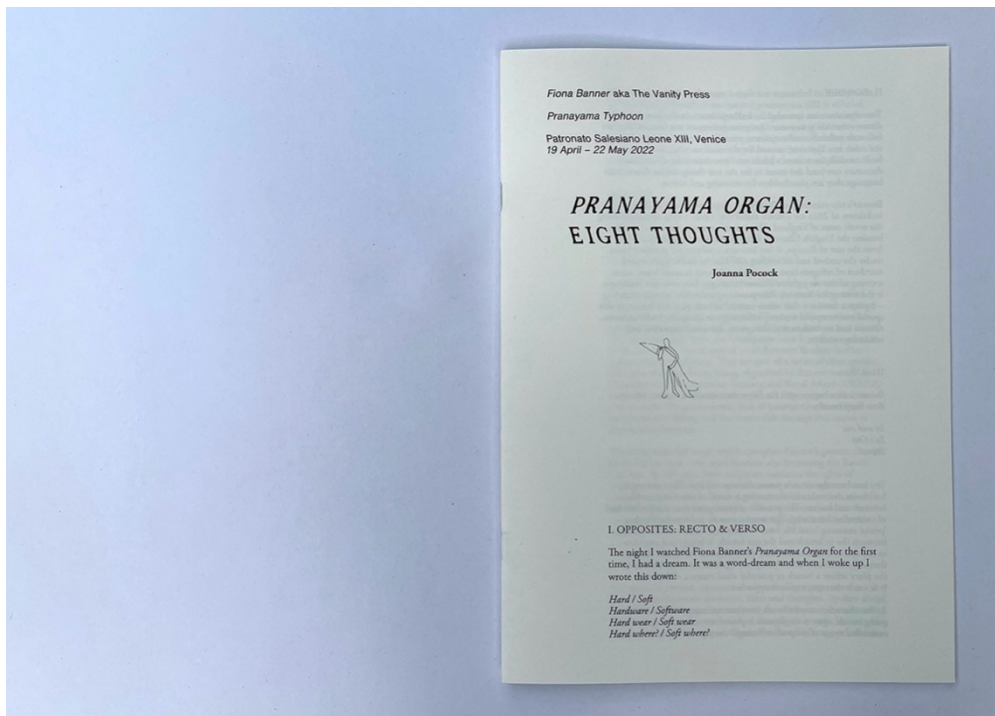 Fiona Banner aka The Vanity Press
Pranayama Typhoon
Patronato Salesiano Leone XIII, Venice
19 April – 22 May 2022
PRANAYAMA ORGAN:
EIGHT THOUGHTS
Joanna Pocock
I. OPPOSITES: RECTO & VERSO
The night I watched Fiona Banner's Pranayama Organ for the first
time, I had a dream. It was a word-dream and when I woke up I
wrote this down:
Hard / Soft
Hardware / Software
Hard wear / Soft wear
Hard where? / Soft where?